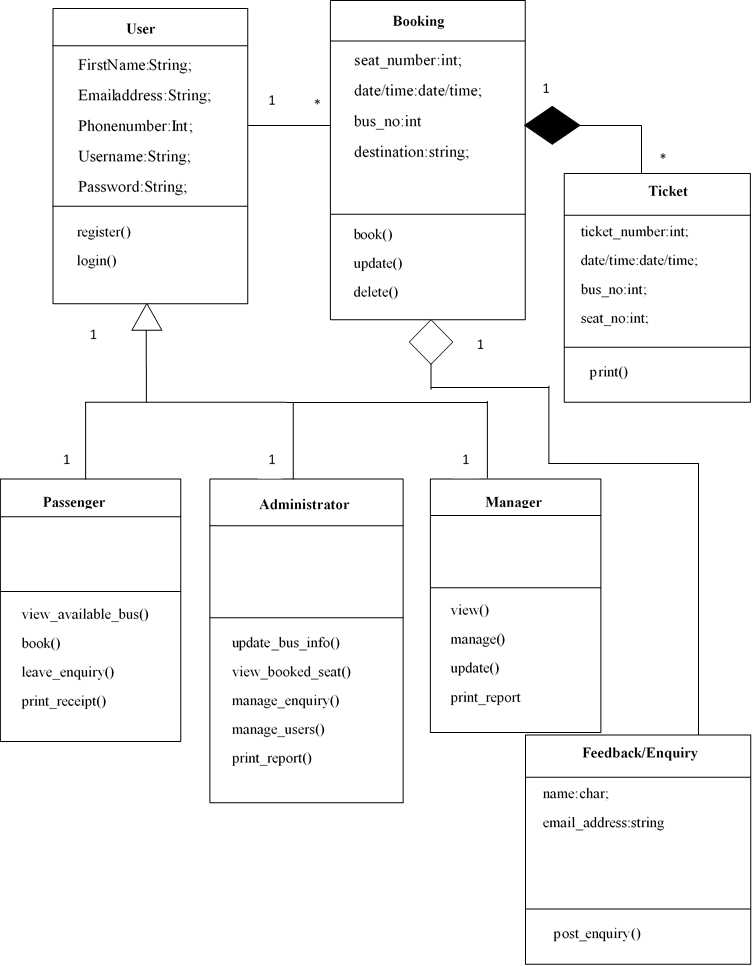 User
FirstName:String;
Emailaddress:String;
Phonenumber:Int;
Username:String;
Password:String;
register()
login()
1
*
Booking
seat_number:int;
date/time:date/time;
bus_no:int
destination:string;
book()
update()
delete()
1
*
Ticket
ticket_number:int;
date/time:date/time;
bus_no:int;
seat_no:int;
print()
1
1
1
1
1
Passenger
view_available_bus()
book()
leave_enquiry()
print_receipt()
Administrator
update_bus_info()
view_booked_seat()
manage_enquiry()
manage_users()
print_report()
Manager
view()
manage()
update()
print_report
Feedback/Enquiry
name:char;
email_address:string
post_enquiry()